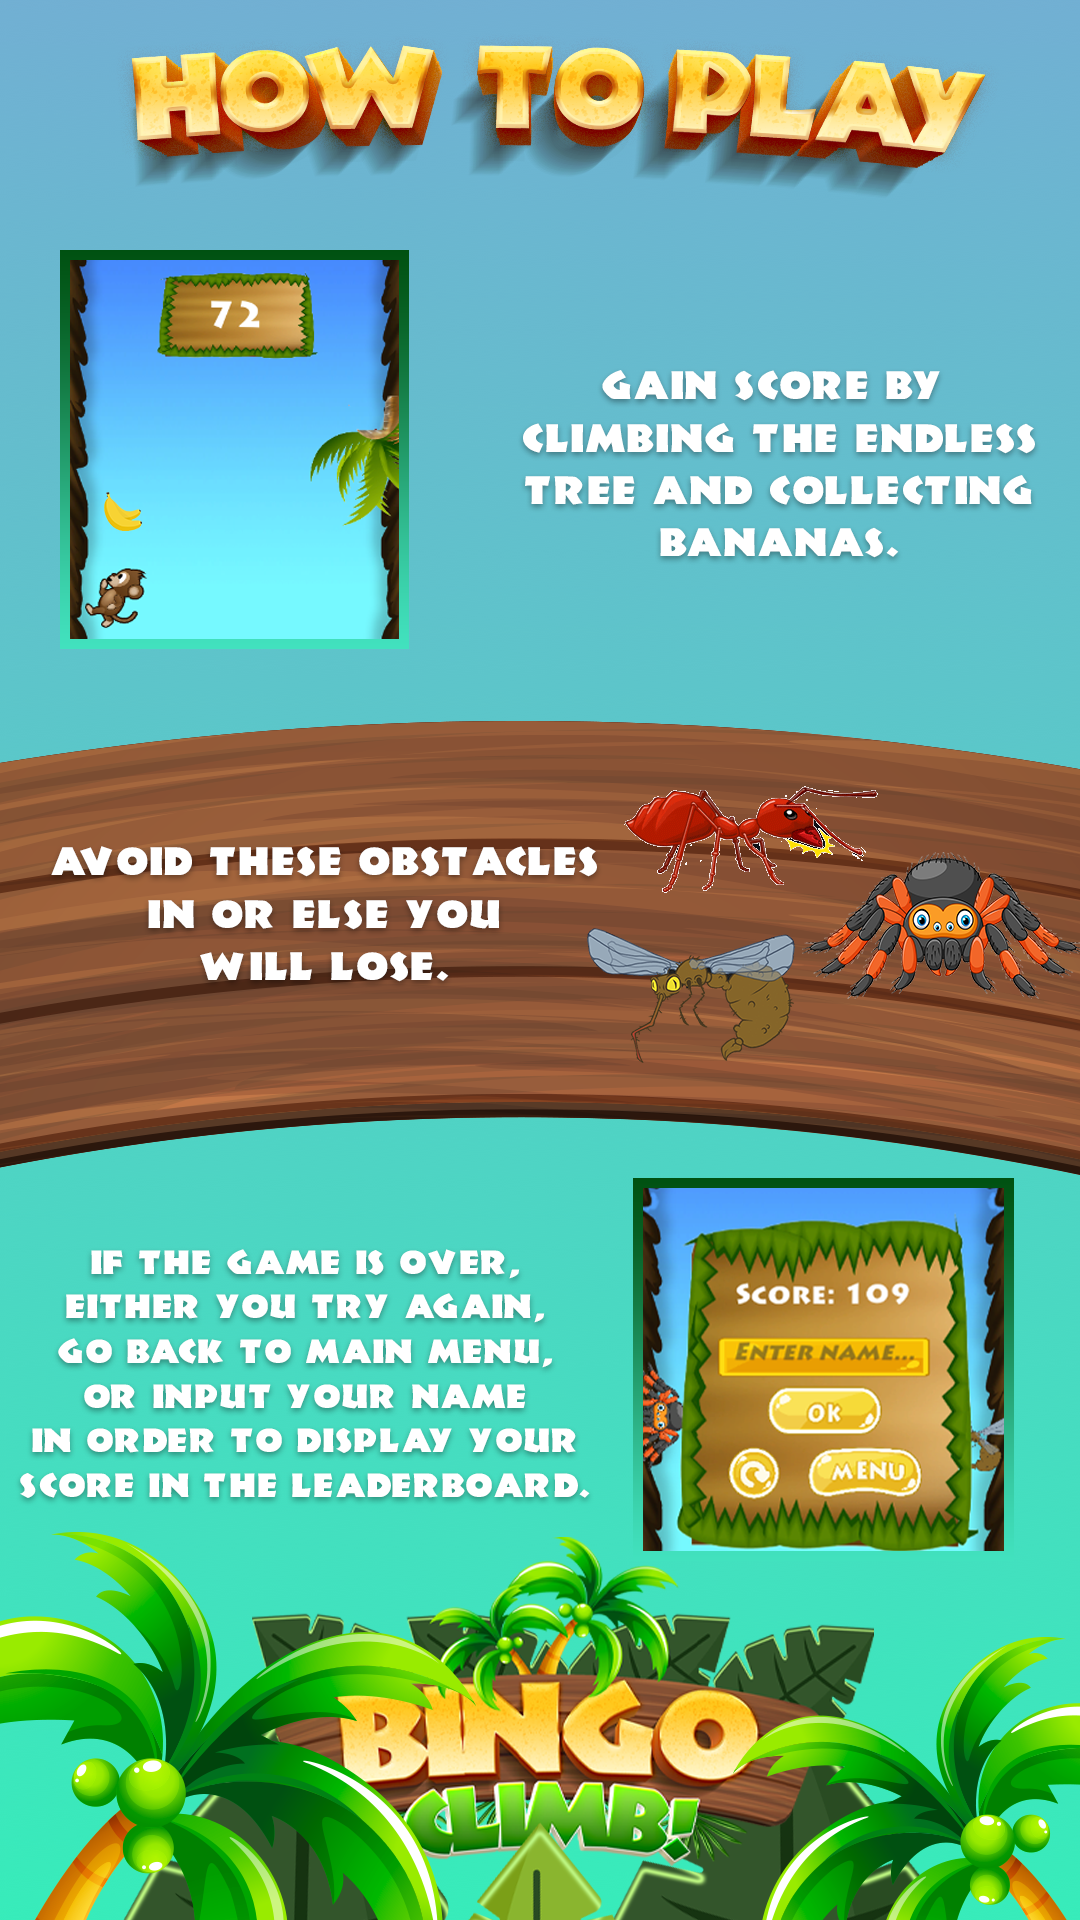 HOW TO PLAY
72
GAIN SCORE BY
CLIMBING THE ENDLESS
TREE AND COLLECTING
BANANAS.
AVOID THESE OBSTACLES
IN OR ELSE YOU
WILL LOSE.
IF THE GAME IS OVER,
EITHER YOU TRY AGAIN,
GO BACK TO MAIN MENU,
OR INPUT YOUR NAME
IN ORDER TO DISPLAY YOUR
SCORE IN THE LEADERBOARD.
SCORE: 109
ENTER NAME...
OK
MENU
BINGO
CLIMB!